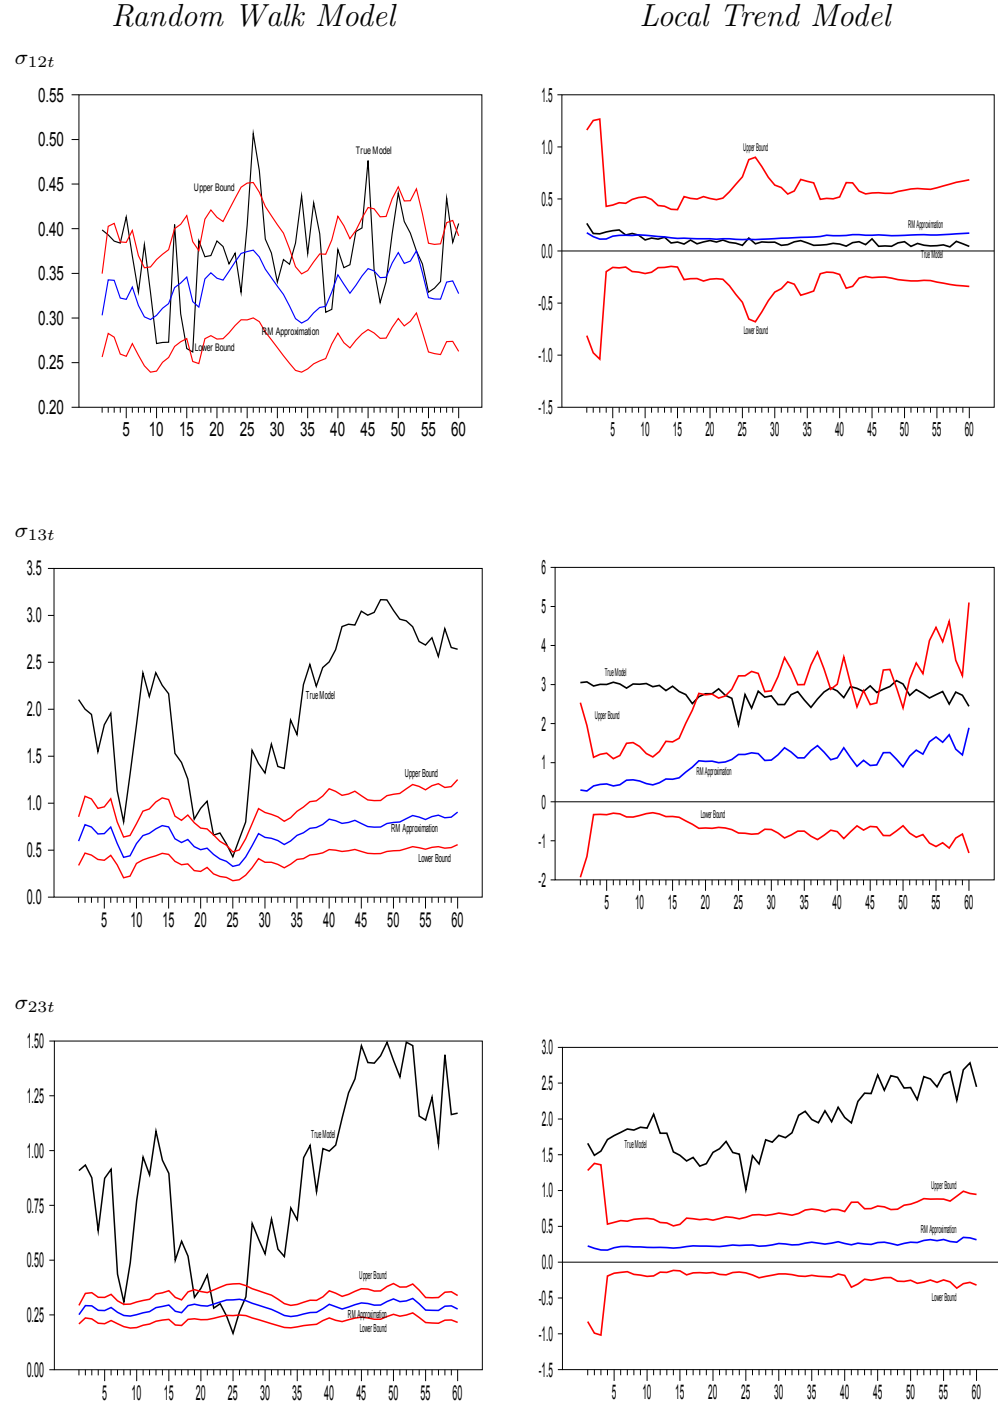 Random Walk Model
Local Trend Model
σ12t
0.55
0.50
0.45
0.40
0.35
0.30
0.25
0.20
True Model
Upper Bound
RM Approximation
Lower Bound
5 10 15 20 25 30 35 40 45 50 55 60
1.5
1.0
0.5
0.0
-0.5
-1.0
-1.5
Upper Bound
RM Approximation
True Model
Lower Bound
5 10 15 20 25 30 35 40 45 50 55 60
σ13t
3.5
3.0
2.5
2.0
1.5
1.0
0.5
0.0
True Model
Upper Bound
RM Approximation
Lower Bound
5 10 15 20 25 30 35 40 45 50 55 60
6
5
4
3
2
1
0
-1
-2
True Model
Upper Bound
RM Approximation
Lower Bound
5 10 15 20 25 30 35 40 45 50 55 60
σ23t
1.50
1.25
1.00
0.75
0.50
0.25
0.00
True Model
Upper Bound
RM Approximation
Lower Bound
5 10 15 20 25 30 35 40 45 50 55 60
3.0
2.5
2.0
1.5
1.0
0.5
0.0
-0.5
-1.0
-1.5
True Model
Upper Bound
RM Approximation
Lower Bound
5 10 15 20 25 30 35 40 45 50 55 60